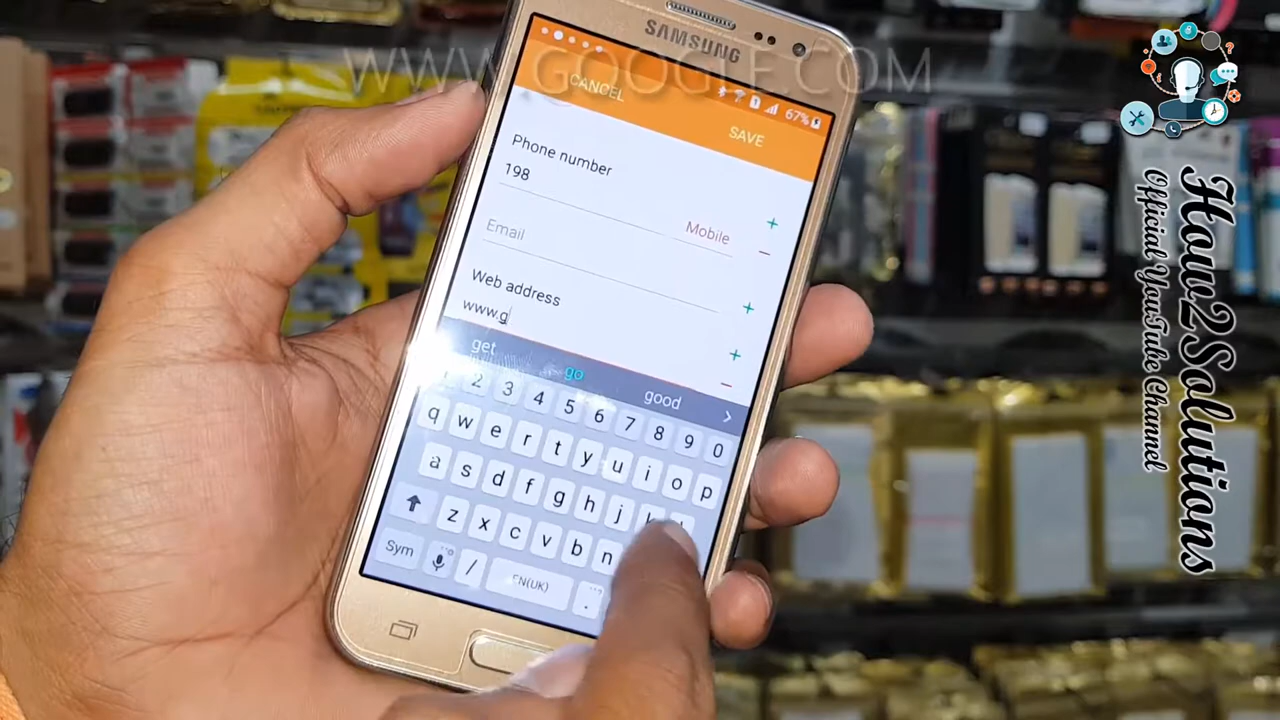 WWW.GOOGLE.COM
SAMSUNG
CANCEL
SAVE
67%
Phone number
198
Mobile
Email
Web address
www.g
get go good
2 3 4 5 6 7 8 9 0
q w e r t y u i o p
a s d f g h j
z x c v b n
Sym / EN(UK) .
How2Solutions
Official YouTube Channel